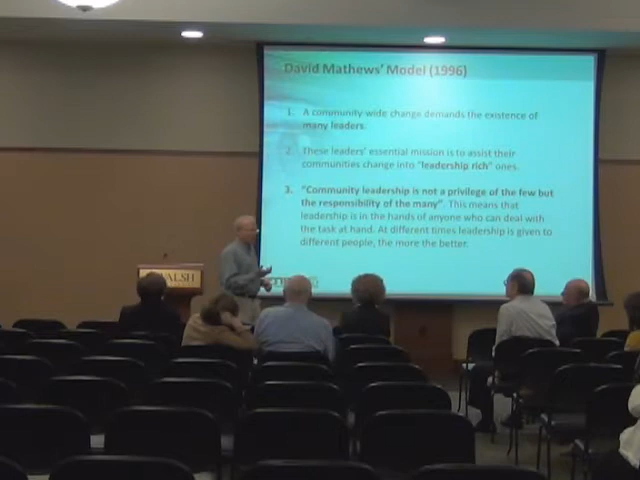 David Mathews' Model (1996)
1. A community wide change demands the existence of
many leaders.
2. These leaders' essential mission is to assist their
communities change into "leadership rich" ones.
3. "Community leadership is not a privilege of the few but
the responsibility of the many". This means that
leadership is in the hands of anyone who can deal with
the task at hand. At different times leadership is given to
different people, the more the better.
WALSH